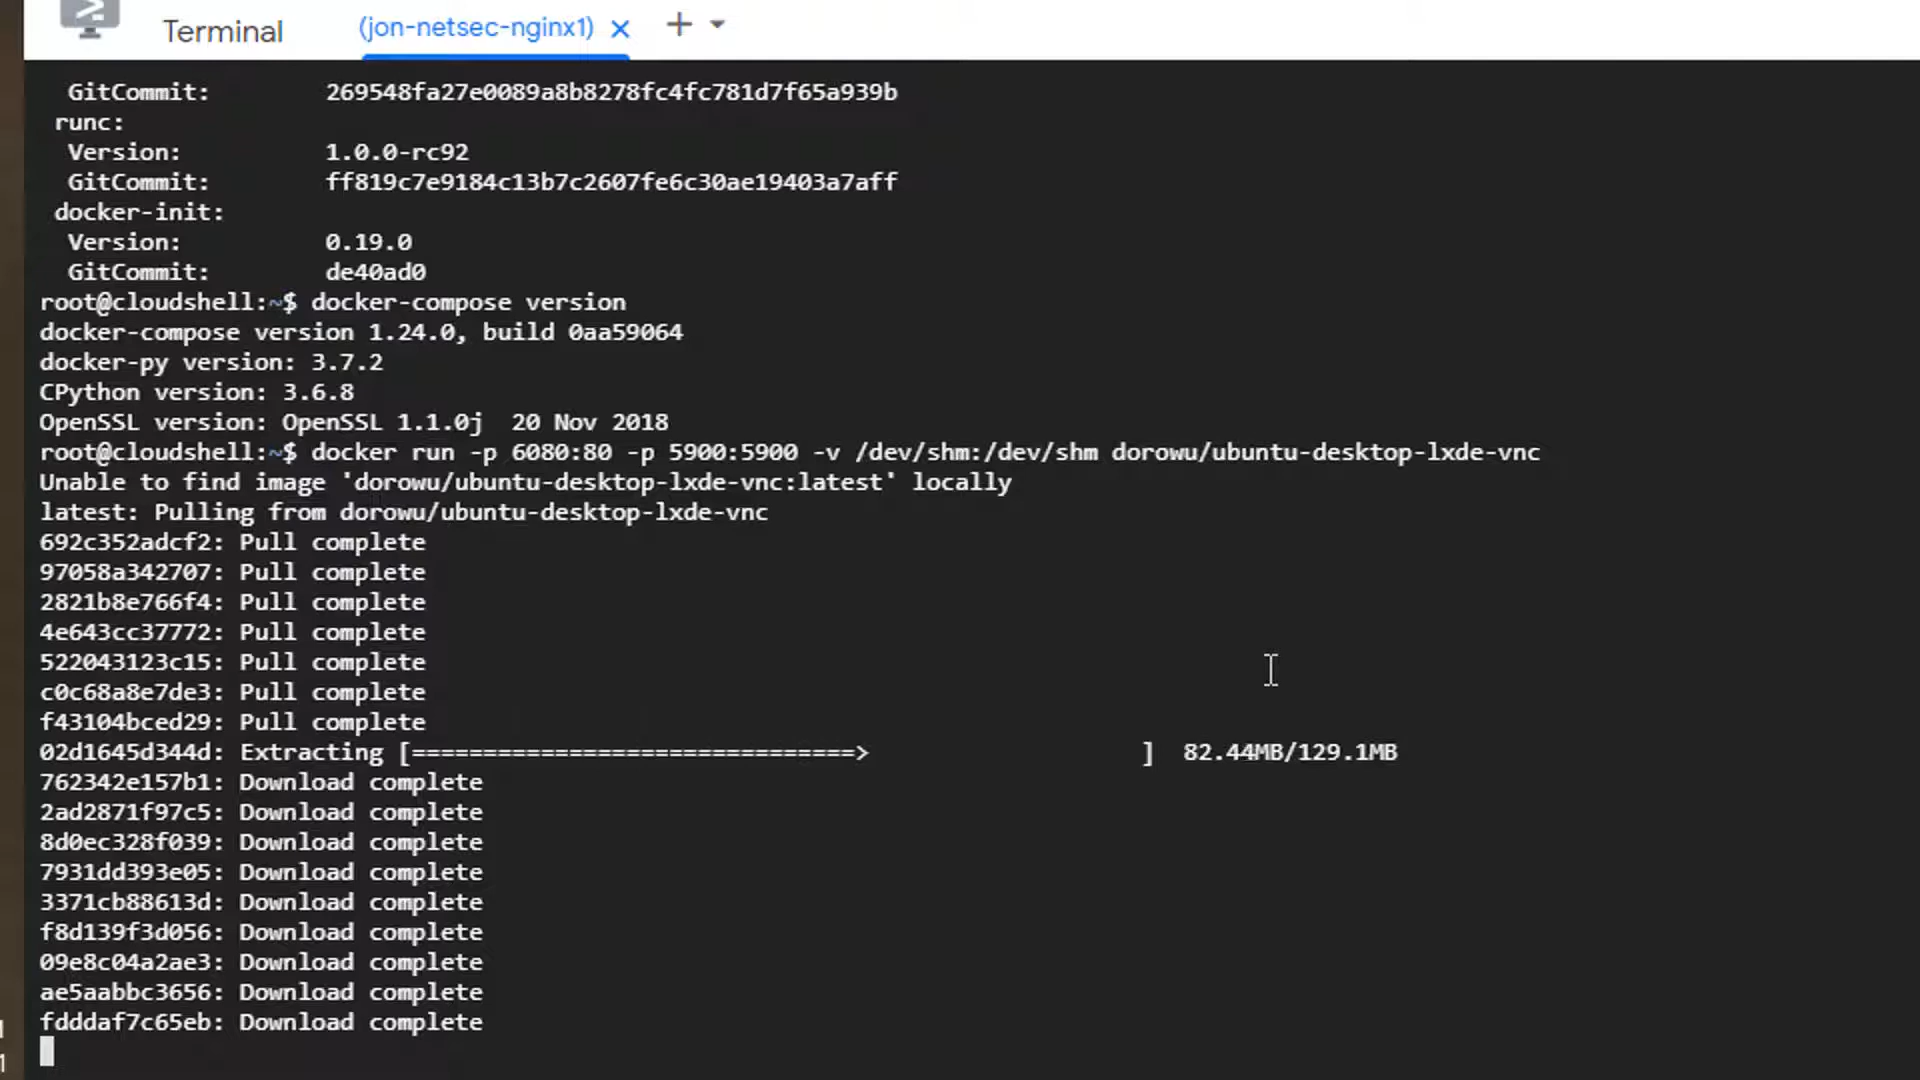 Terminal
(jon-netsec-nginx1)
GitCommit: 269548fa27e0089a8b8278fc4fc781d7f65a939b
runc:
Version: 1.0.0-rc92
GitCommit: ff819c7e9184c13b7c2607fe6c30ae19403a7aff
docker-init:
Version: 0.19.0
GitCommit: de40ad0
root@cloudshell:~$ docker-compose version
docker-compose version 1.24.0, build 0aa59064
docker-py version: 3.7.2
CPython version: 3.6.8
OpenSSL version: OpenSSL 1.1.0j  20 Nov 2018
root@cloudshell:~$ docker run -p 6080:80 -p 5900:5900 -v /dev/shm:/dev/shm dorowu/ubuntu-desktop-lxde-vnc
Unable to find image 'dorowu/ubuntu-desktop-lxde-vnc:latest' locally
latest: Pulling from dorowu/ubuntu-desktop-lxde-vnc
692c352adcf2: Pull complete
97058a342707: Pull complete
2821b8e766f4: Pull complete
4e643cc37772: Pull complete
522043123c15: Pull complete
c0c68a8e7de3: Pull complete
f43104bced29: Pull complete
02d1645d344d: Extracting [===============================>                   ]  82.44MB/129.1MB
762342e157b1: Download complete
2ad2871f97c5: Download complete
8d0ec328f039: Download complete
7931dd393e05: Download complete
3371cb88613d: Download complete
f8d139f3d056: Download complete
09e8c04a2ae3: Download complete
ae5aabbc3656: Download complete
fdddaf7c65eb: Download complete